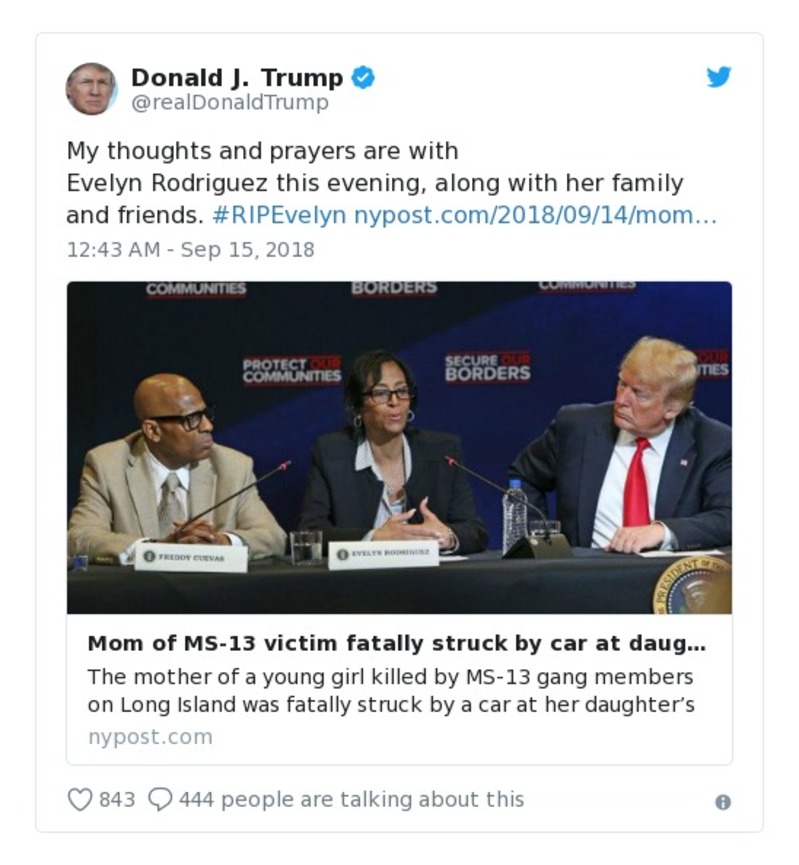 Donald J. Trump
@realDonaldTrump
My thoughts and prayers are with
Evelyn Rodriguez this evening, along with her family
and friends. #RIPEvelyn nypost.com/2018/09/14/mom…
12:43 AM - Sep 15, 2018
COMMUNITIES
BORDERS
COMMUNITIES
PROTECT OUR
COMMUNITIES
SECURE OUR
BORDERS
OUR
ITIES
FREDDY CUEVAS
EVELYN RODRIGUEZ
PRESIDENT OF THE
Mom of MS-13 victim fatally struck by car at daug…
The mother of a young girl killed by MS-13 gang members
on Long Island was fatally struck by a car at her daughter’s
nypost.com
843 444 people are talking about this